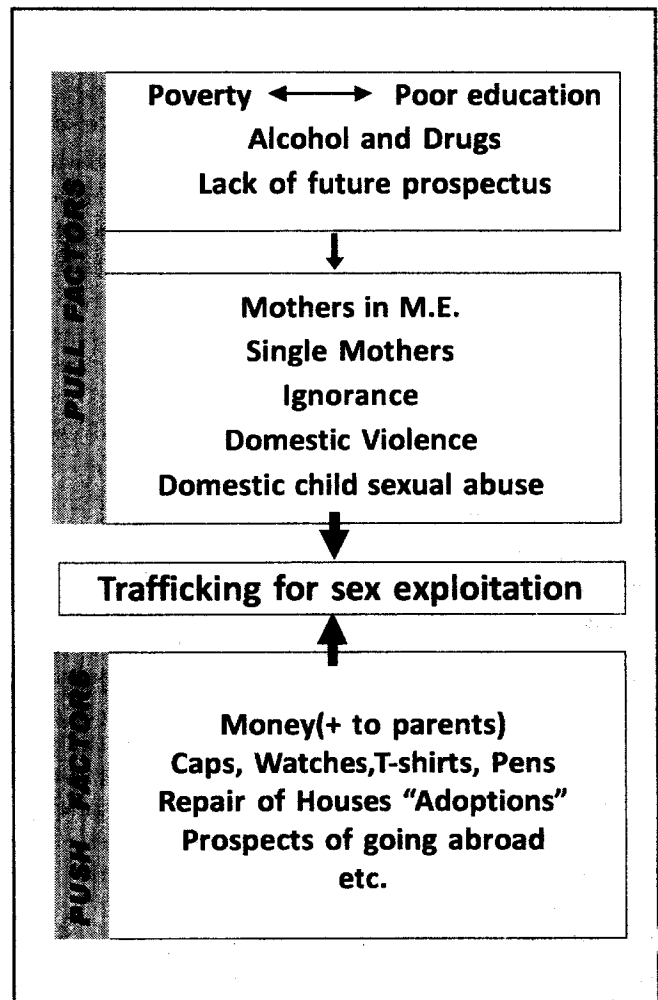 PULL FACTORS
Poverty ⟷ Poor education
Alcohol and Drugs
Lack of future prospectus
Mothers in M.E.
Single Mothers
Ignorance
Domestic Violence
Domestic child sexual abuse
Trafficking for sex exploitation
PUSH FACTORS
Money(+ to parents)
Caps, Watches,T-shirts, Pens
Repair of Houses “Adoptions”
Prospects of going abroad
etc.